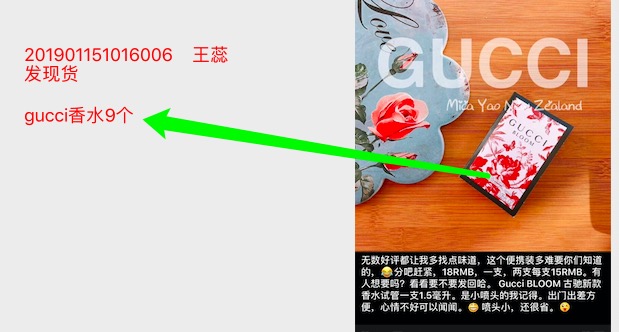 201901151016006 王蕊
发现货
gucci香水9个
GUCCI
GUCCI
BLOOM
无数好评都让我多找点味道，这个便携装多难要你们知道
的，😂分吧赶紧，18RMB，一支，两支每支15RMB。有
人想要吗？看看要不要发回哈。Gucci BLOOM 古驰新款
香水试管一支1.5毫升。是小喷头的我记得。出门出差方
便，心情不好可以闻闻。😁喷头小，还很省。😯